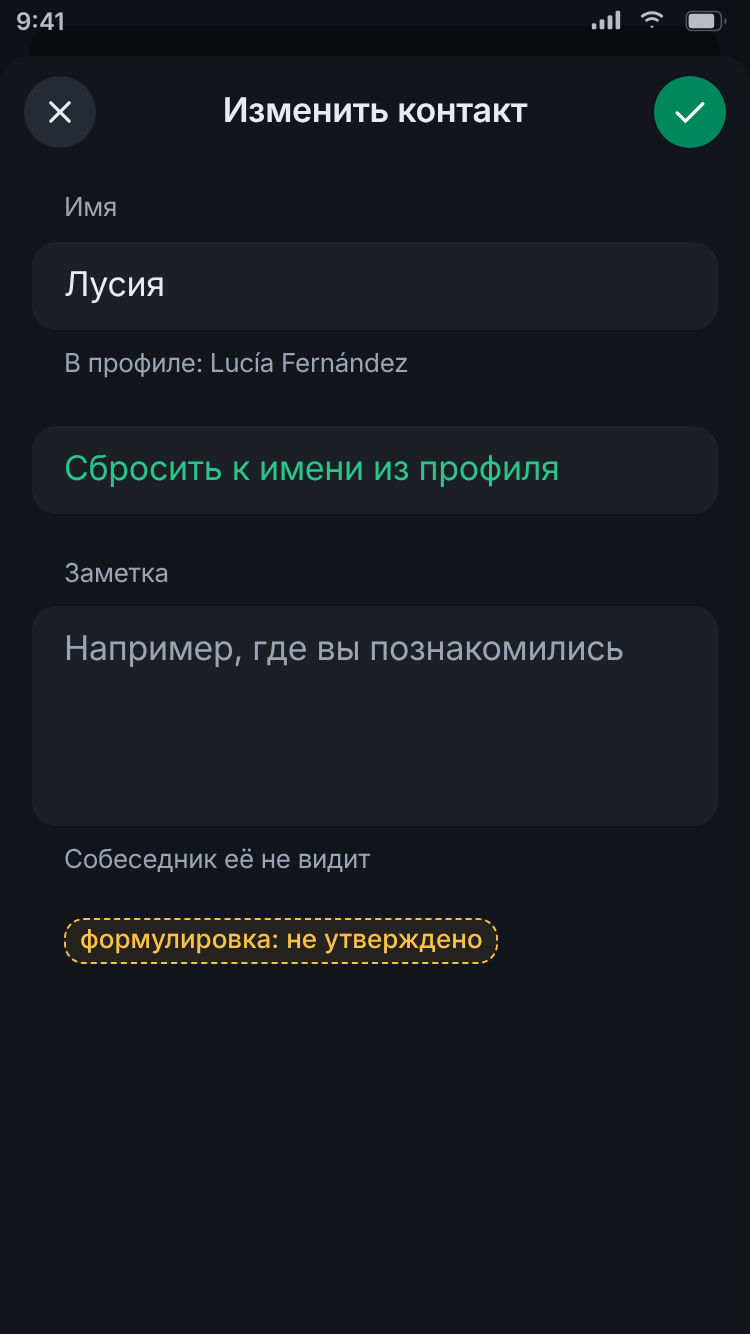 9:41
Изменить контакт
Имя
Лусия
В профиле: Lucía Fernández
Сбросить к имени из профиля
Заметка
Например, где вы познакомились
Собеседник её не видит
формулировка: не утверждено